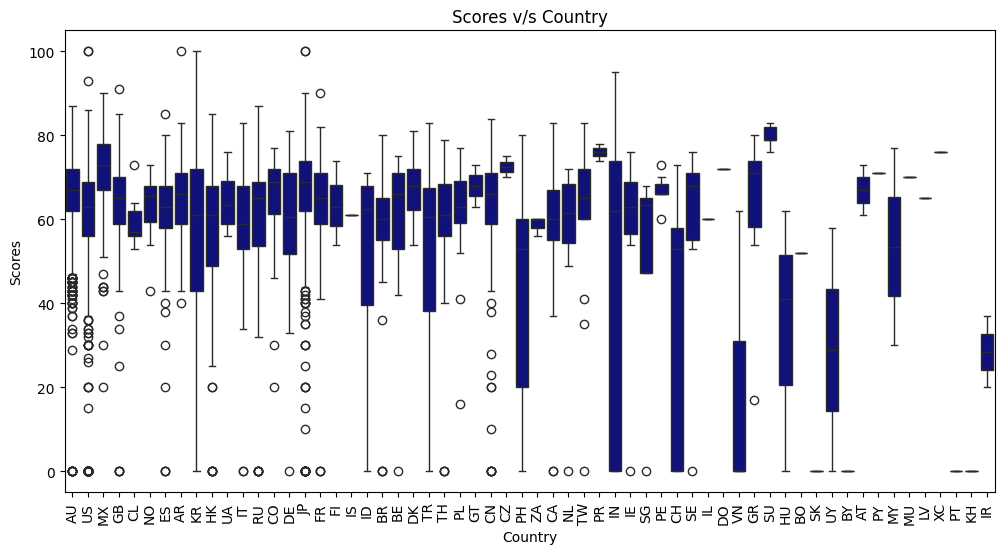 Scores v/s Country
100
80
60
40
20
0
Scores
AU US MX GB CL NO ES AR KR HK UA IT RU CO DE JP FR FI IS ID BR BE DK TR TH PL GT CN CZ PH ZA CA NL TW PR IN IE SG PE CH SE IL DO VN GR SU HU BO SK UY BY AT PY MY MU LV XC PT KH IR
Country